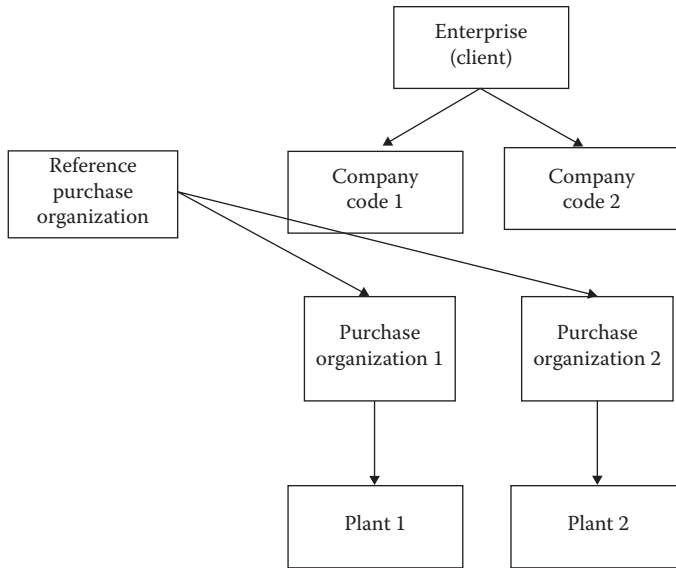 Enterprise
(client)
Reference
purchase
organization
Company
code 1
Company
code 2
Purchase
organization 1
Purchase
organization 2
Plant 1
Plant 2